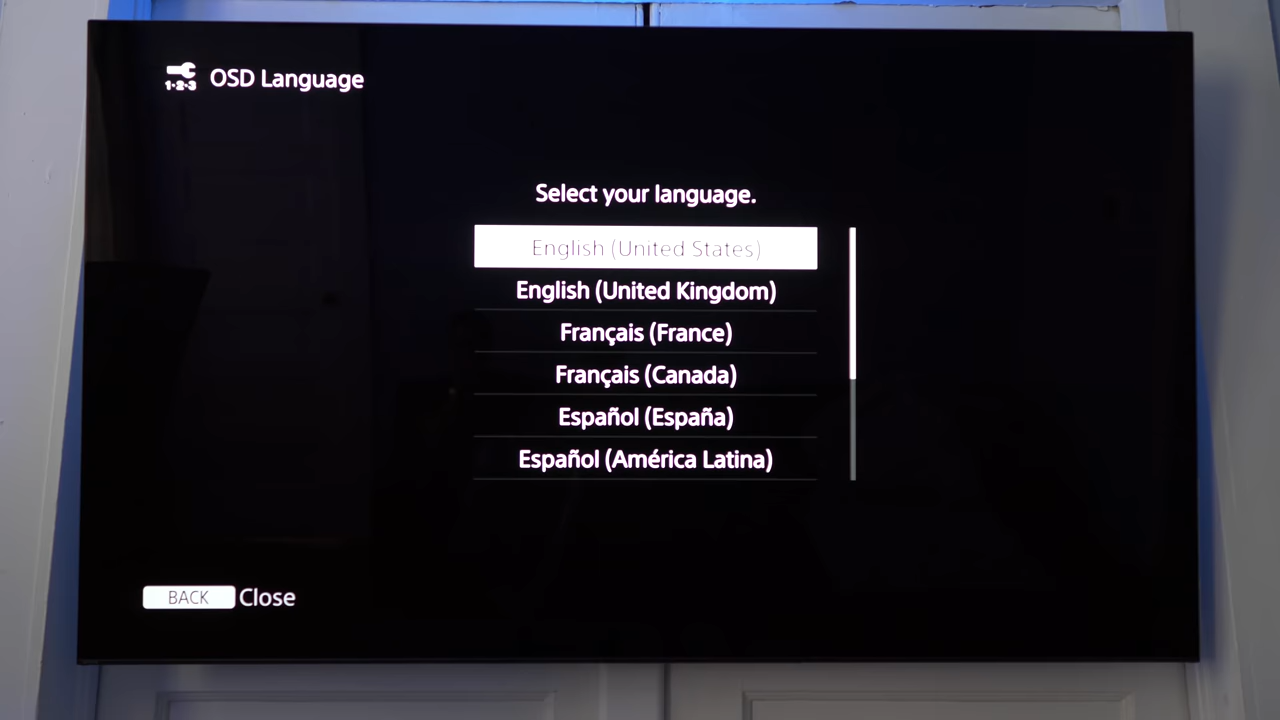 1·2·3 OSD Language
Select your language.
English (United States)
English (United Kingdom)
Français (France)
Français (Canada)
Español (España)
Español (América Latina)
BACK Close